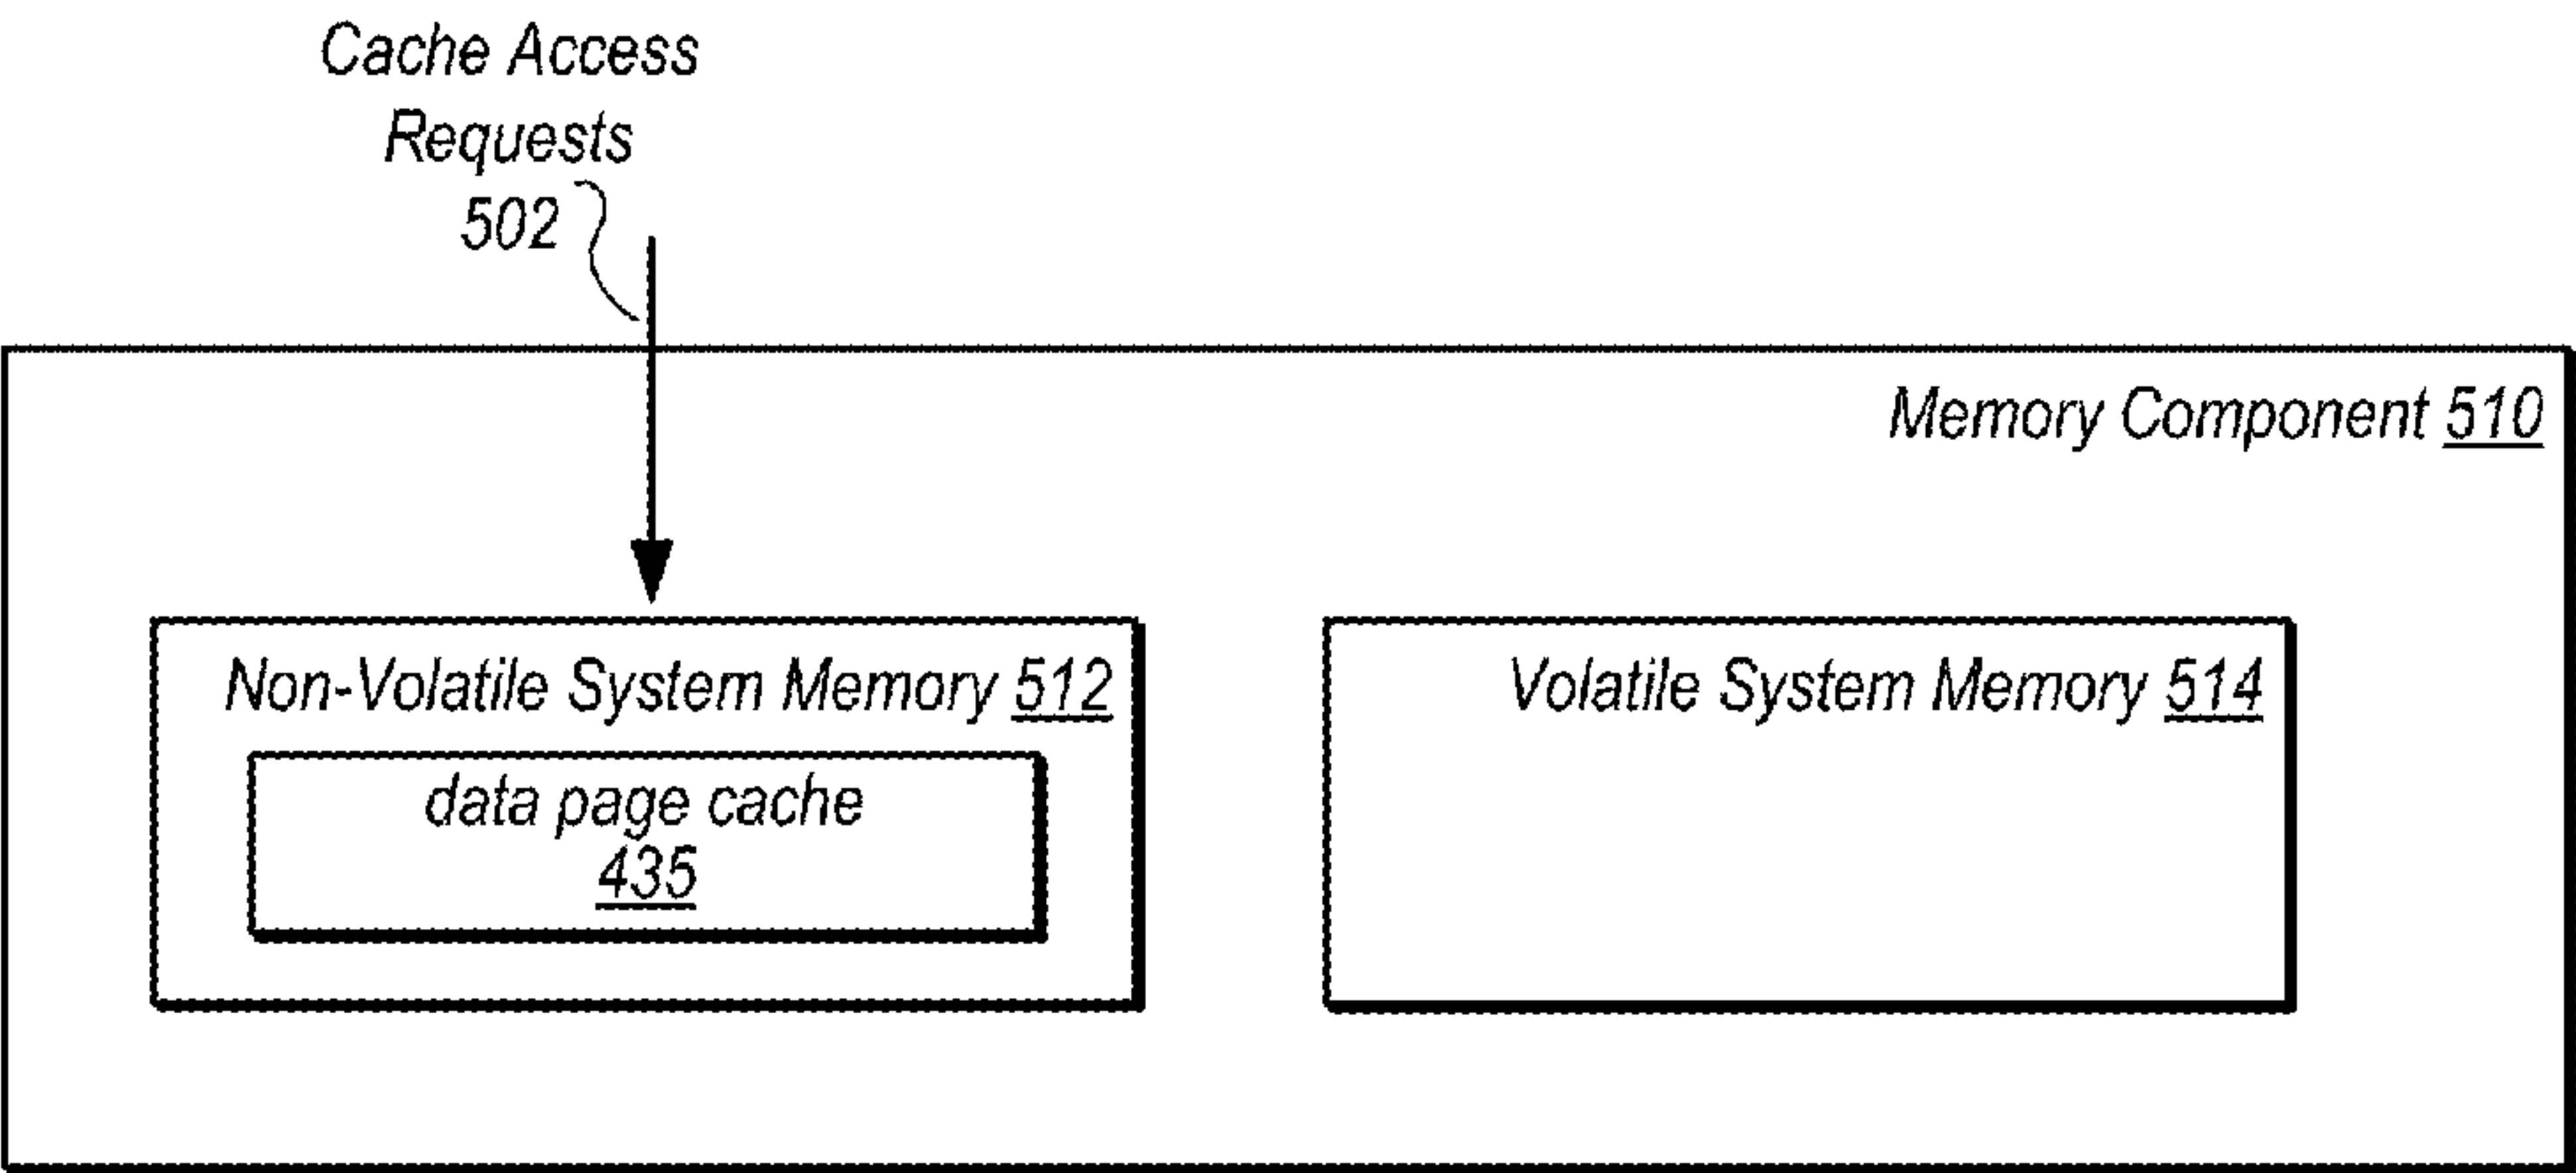 Cache Access
Requests
502
Memory Component 510
Non-Volatile System Memory 512
data page cache
435
Volatile System Memory 514